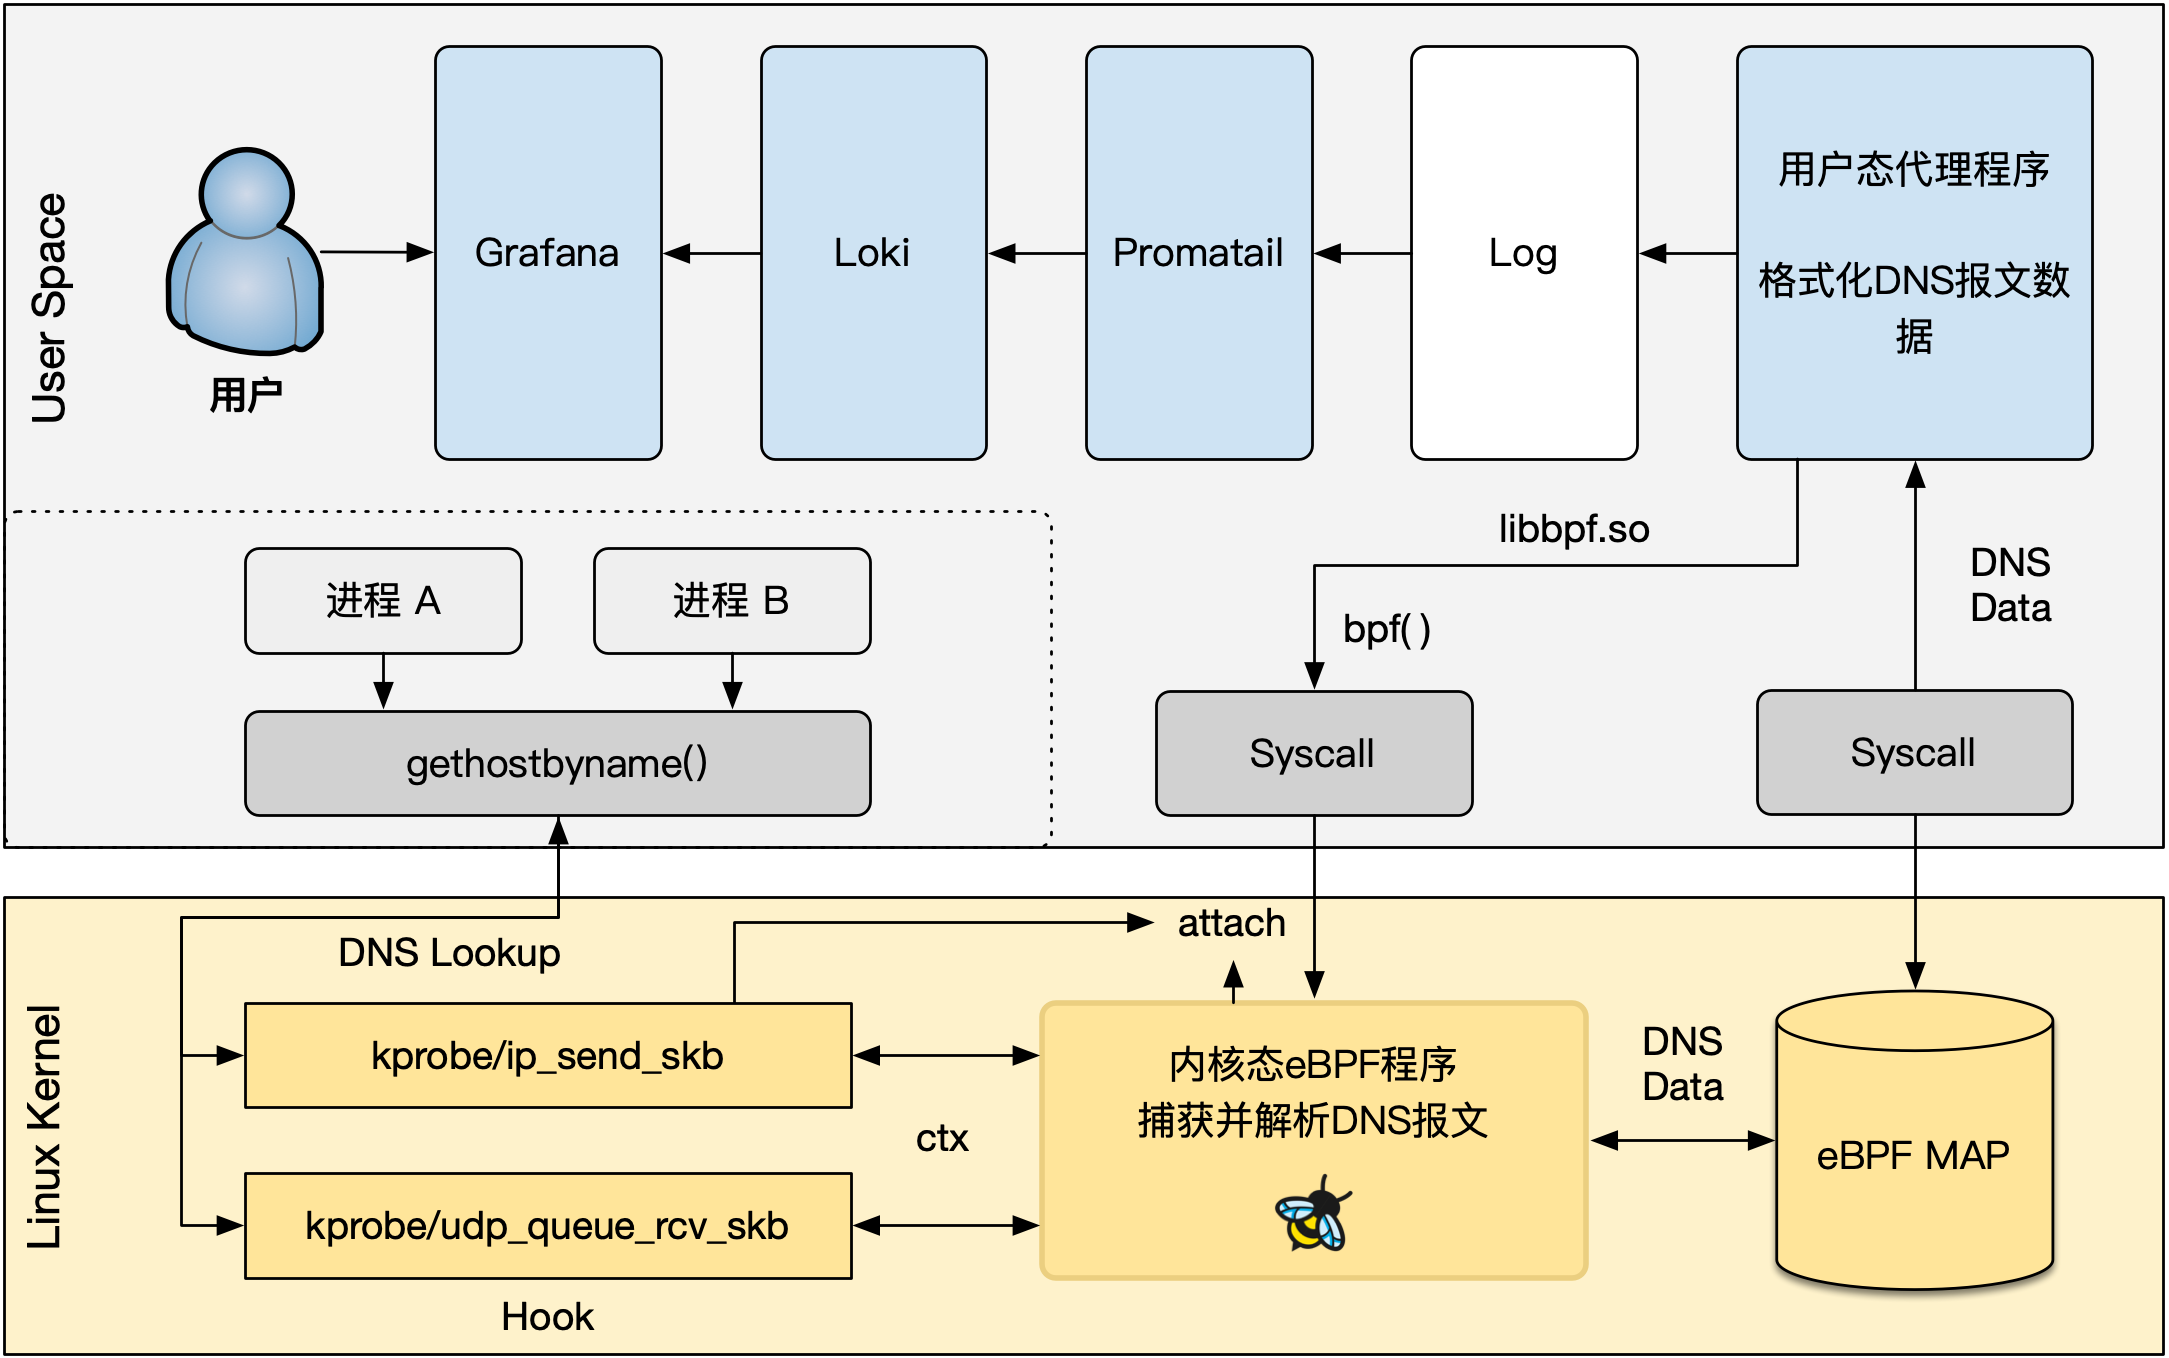 User Space
用户
Grafana
Loki
Promatail
Log
用户态代理程序
格式化DNS报文数
据
libbpf.so
bpf( )
DNS
Data
进程 A
进程 B
gethostbyname()
Syscall
Syscall
Linux Kernel
DNS Lookup
attach
kprobe/ip_send_skb
ctx
kprobe/udp_queue_rcv_skb
Hook
内核态eBPF程序
捕获并解析DNS报文
DNS
Data
eBPF MAP